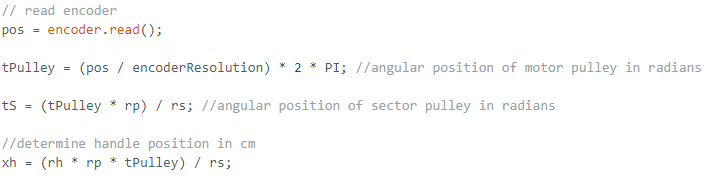 // read encoder
pos = encoder.read();
tPulley = (pos / encoderResolution) * 2 * PI; //angular position of motor pulley in radians
tS = (tPulley * rp) / rs; //angular position of sector pulley in radians
//determine handle position in cm
xh = (rh * rp * tPulley) / rs;